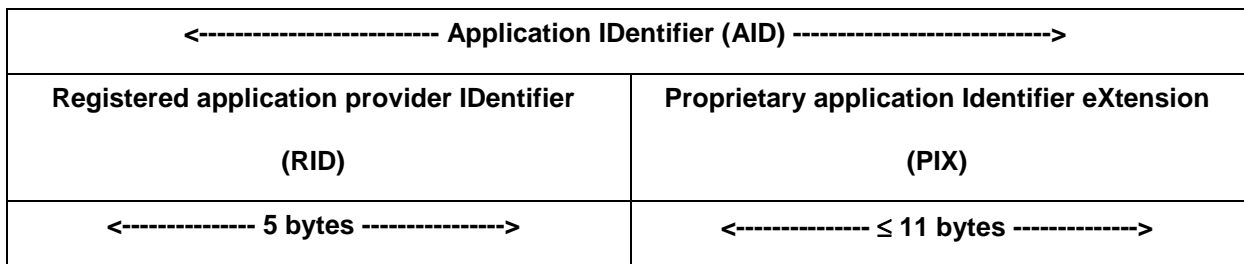 <--------------------------- Application IDentifier (AID) ---------------------------->
Registered application provider IDentifier
(RID)
Proprietary application Identifier eXtension
(PIX)
<--------------- 5 bytes ---------------->
<--------------- ≤ 11 bytes -------------->